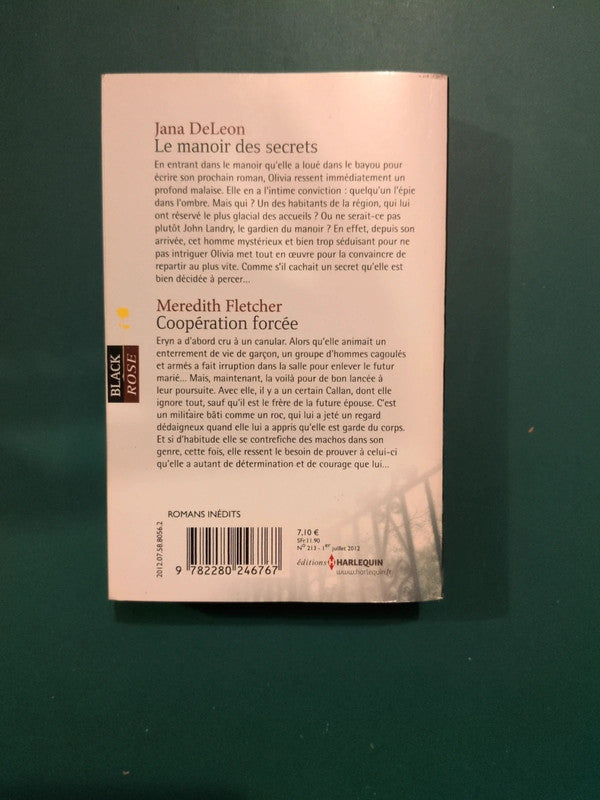 Jana DeLeon
Le manoir des secrets
En entrant dans le manoir qu'elle a loué dans le bayou pour
écrire son prochain roman, Olivia ressent immédiatement un
profond malaise. Elle en a l'intime conviction : quelqu'un l'épie
dans l'ombre. Mais qui ? Un des habitants de la région, qui lui
ont réservé le plus glacial des accueils ? Ou ne serait-ce pas
plutôt John Landry, le gardien du manoir ? En effet, depuis son
arrivée, cet homme mystérieux et bien trop séduisant pour ne
pas intriguer Olivia met tout en œuvre pour la convaincre de
repartir au plus vite. Comme s'il cachait un secret qu'elle est
bien décidée à percer...
Meredith Fletcher
Coopération forcée
Eryn a d'abord cru à un canular. Alors qu'elle animait un
enterrement de vie de garçon, un groupe d'hommes cagoulés
et armés a fait irruption dans la salle pour enlever le futur
marié... Mais, maintenant, la voilà pour de bon lancée à
leur poursuite. Avec elle, il y a un certain Callan, dont elle
ignore tout, sauf qu'il est le frère de la future épouse. C'est
un militaire bâti comme un roc, qui lui a jeté un regard
dédaigneux quand elle lui a appris qu'elle est garde du corps.
Et si d'habitude elle se contrefiche des machos dans son
genre, cette fois, elle ressent le besoin de prouver à celui-ci
qu'elle a autant de détermination et de courage que lui...
BLACK
ROSE
ROMANS INÉDITS
2012.07.58.8056.2
9 782280 246767
7,10 €
SFr.11.90
N° 213 - 1er juillet 2012
éditions HARLEQUIN
www.harlequin.fr